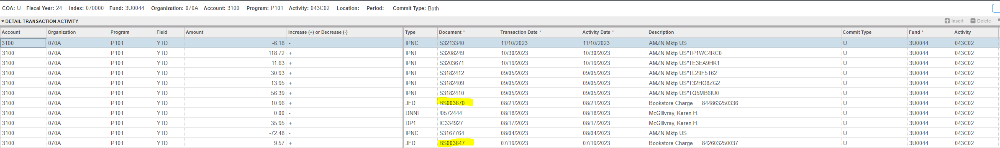 COA: U Fiscal Year: 24 Index: 070000 Fund: 3U0044 Organization: 070A Account: 3100 Program: P101 Activity: 043C02 Location: Period: Commit Type: Both
DETAIL TRANSACTION ACTIVITY Insert Delete
Account Organization Program Field Amount Increase (+) or Decrease (-) Type Document * Transaction Date * Activity Date * Description Commit Type Fund * Activity
3100 070A P101 YTD -6.18 - IPNC S3213340 11/10/2023 11/10/2023 AMZN Mktp US U 3U0044 043C02
3100 070A P101 YTD 118.72 + IPNI S3208249 10/30/2023 10/30/2023 AMZN Mktp US*TP1WC4RC0 U 3U0044 043C02
3100 070A P101 YTD 11.63 + IPNI S3203671 10/19/2023 10/19/2023 AMZN Mktp US*TE3EA9HK1 U 3U0044 043C02
3100 070A P101 YTD 30.93 + IPNI S3182412 09/05/2023 09/05/2023 AMZN Mktp US*TL29F5T62 U 3U0044 043C02
3100 070A P101 YTD 13.95 + IPNI S3182409 09/05/2023 09/05/2023 AMZN Mktp US*T32HO8ZG2 U 3U0044 043C02
3100 070A P101 YTD 56.39 + IPNI S3182410 09/05/2023 09/05/2023 AMZN Mktp US*TQ5MB6IU0 U 3U0044 043C02
3100 070A P101 YTD 10.96 + JFD BS003670 08/21/2023 08/21/2023 Bookstore Charge 844863250336 U 3U0044 043C02
3100 070A P101 YTD 0.00 - DNNI !0572444 08/18/2023 08/18/2023 McGillvray, Karen H. U 3U0044 043C02
3100 070A P101 YTD 35.95 + DP1 IC334927 08/17/2023 08/17/2023 McGillvray, Karen H. U 3U0044 043C02
3100 070A P101 YTD -72.48 - IPNC S3167764 08/04/2023 08/04/2023 AMZN Mktp US U 3U0044 043C02
3100 070A P101 YTD 9.57 + JFD BS003647 07/19/2023 07/19/2023 Bookstore Charge 842603250037 U 3U0044 043C02